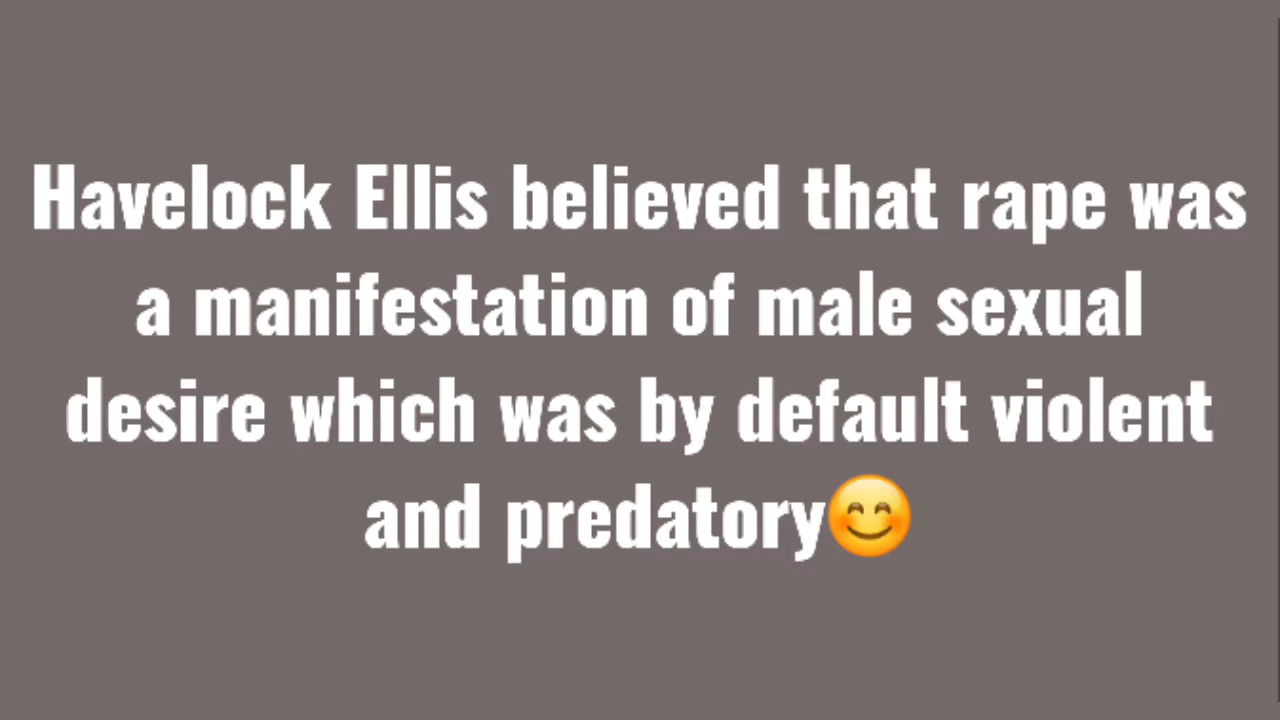 Havelock Ellis believed that rape was
a manifestation of male sexual
desire which was by default violent
and predatory😊